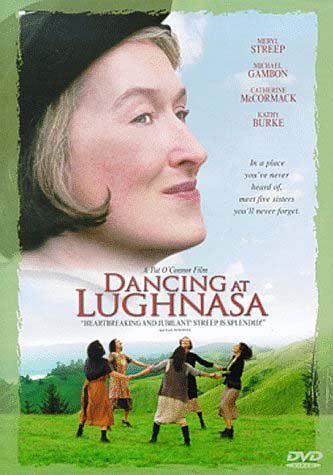 MERYL
STREEP
MICHAEL
GAMBON
CATHERINE
McCORMACK
KATHY
BURKE
In a place
you've never
heard of,
meet five sisters
you'll never forget.
A Pat O'Connor Film
DANCING AT
LUGHNASA
"HEARTBREAKING AND JUBILANT! STREEP IS SPLENDID!"
DVD